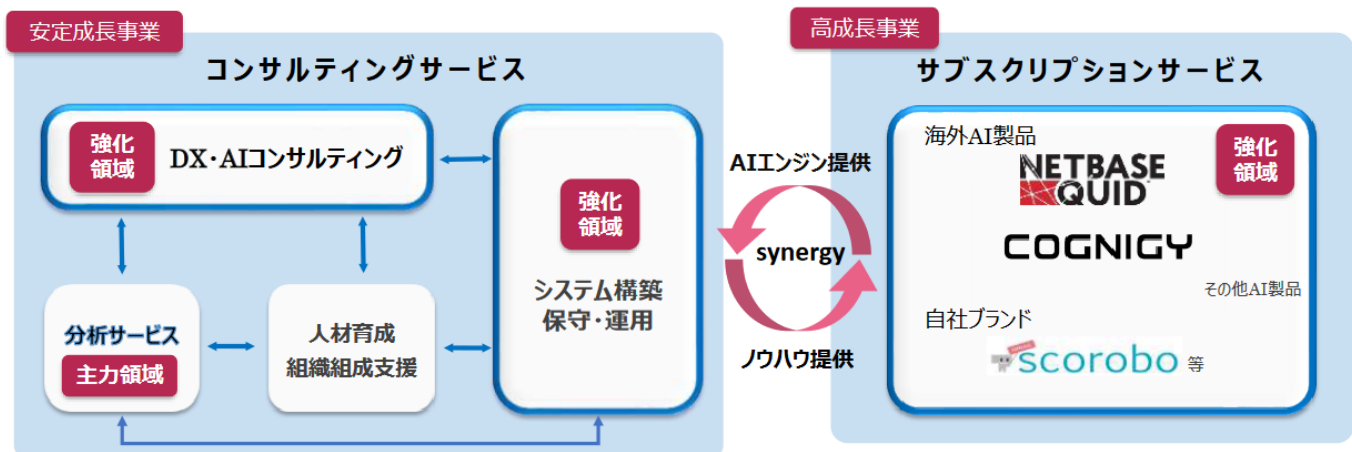 安定成長事業
コンサルティングサービス
強化
領域
DX・AIコンサルティング
強化
領域
システム構築
保守・運用
分析サービス
主力領域
人材育成
組織組成支援
AIエンジン提供
synergy
ノウハウ提供
高成長事業
サブスクリプションサービス
海外AI製品
強化
領域
NETBASE
QUID
COGNIGY
その他AI製品
自社ブランド
scorobo 等